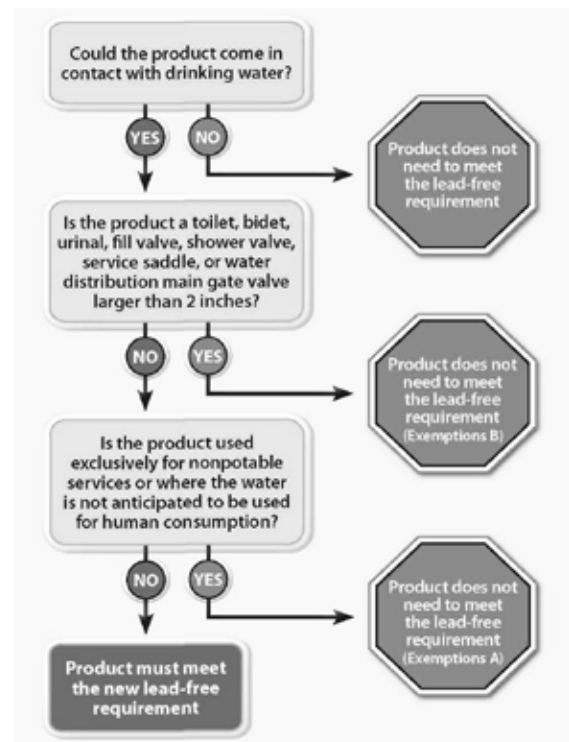 Could the product come in
contact with drinking water?
YES
NO
Product does not
need to meet
the lead-free
requirement
Is the product a toilet, bidet,
urinal, fill valve, shower valve,
service saddle, or water
distribution main gate valve
larger than 2 inches?
NO
YES
Product does not
need to meet
the lead-free
requirement
(Exemptions B)
Is the product used
exclusively for nonpotable
services or where the water
is not anticipated to be used
for human consumption?
NO
YES
Product does not
need to meet
the lead-free
requirement
(Exemptions A)
Product must meet
the new lead-free
requirement